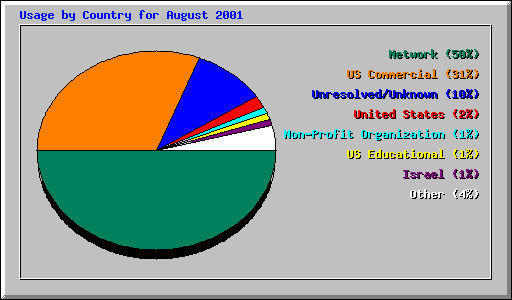 Usage by Country for August 2001
Network (50%)
US Commercial (31%)
Unresolved/Unknown (10%)
United States (2%)
Non-Profit Organization (1%)
US Educational (1%)
Israel (1%)
Other (4%)